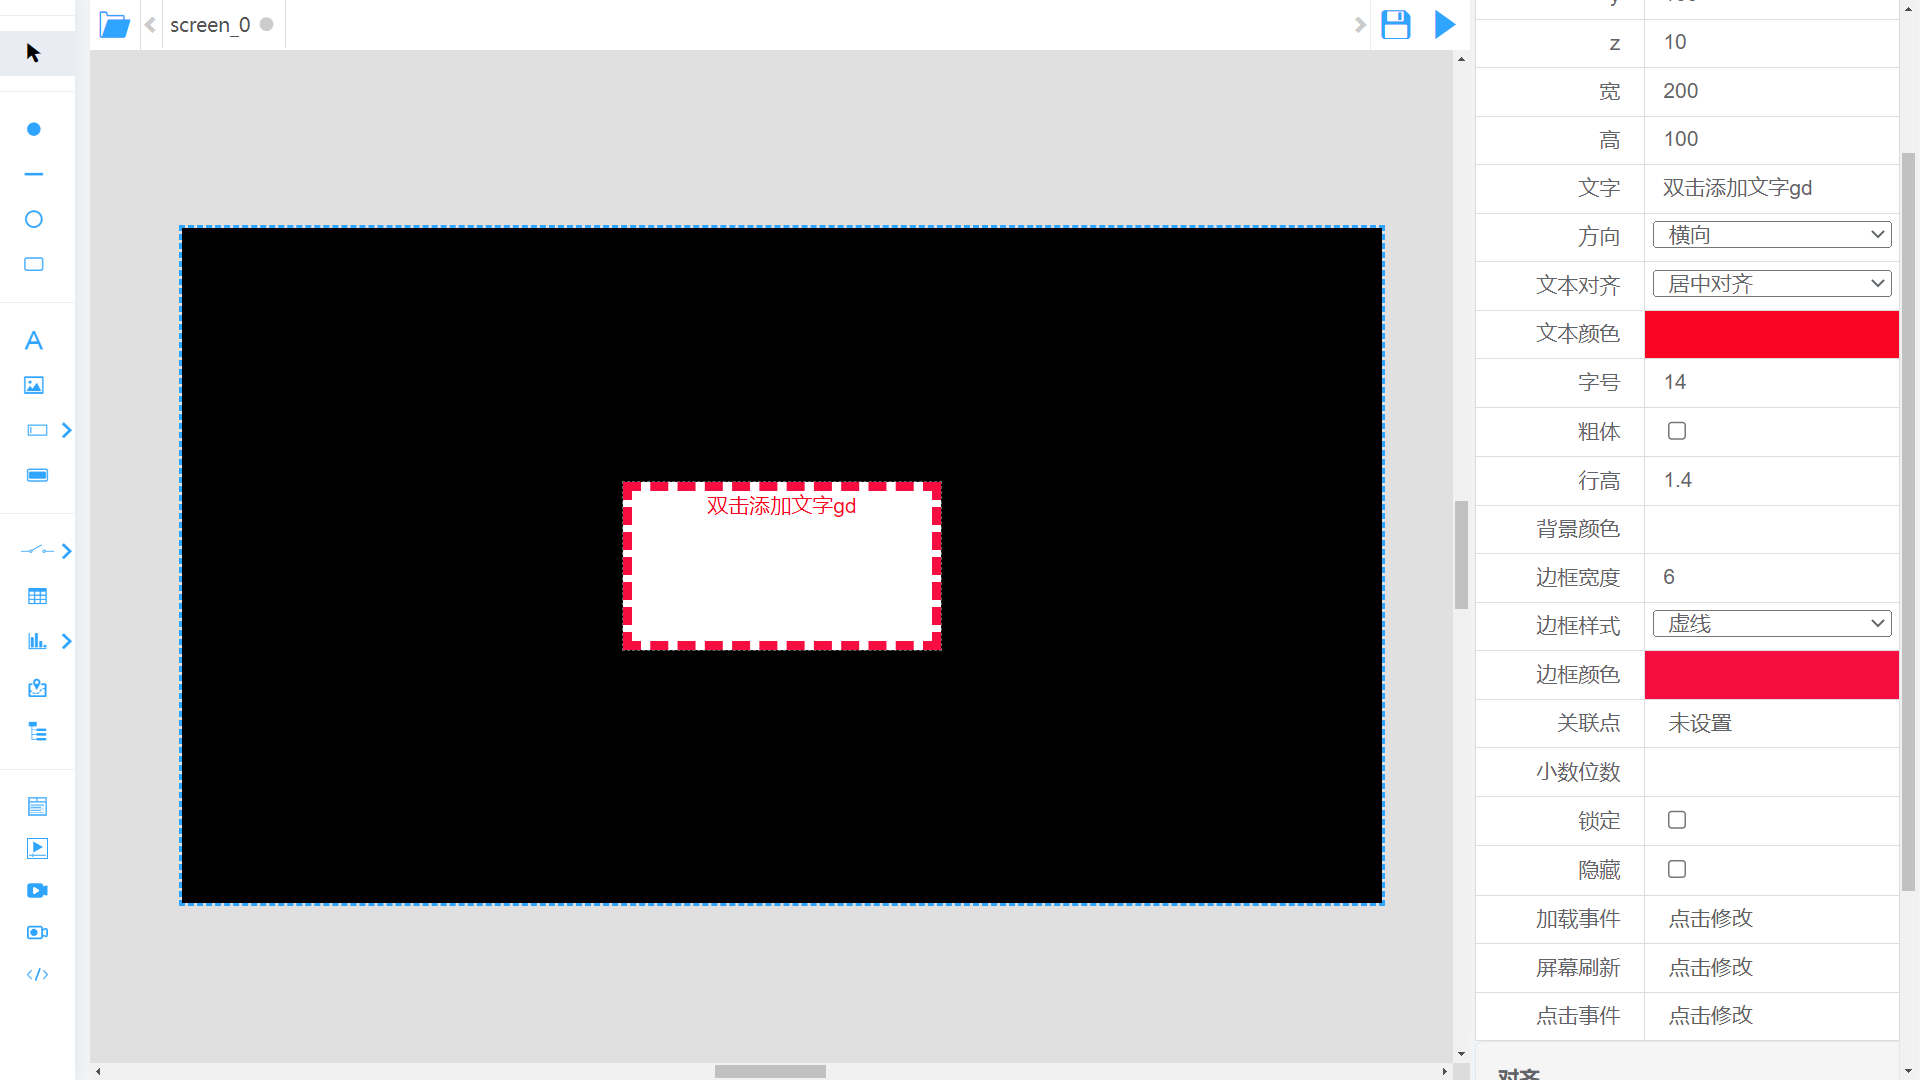 screen_0
z 10
宽 200
高 100
文字 双击添加文字gd
方向 横向
文本对齐 居中对齐
文本颜色
字号 14
粗体
行高 1.4
背景颜色
边框宽度 6
边框样式 虚线
边框颜色
关联点 未设置
小数位数
锁定
隐藏
加载事件 点击修改
屏幕刷新 点击修改
点击事件 点击修改
对齐
双击添加文字gd